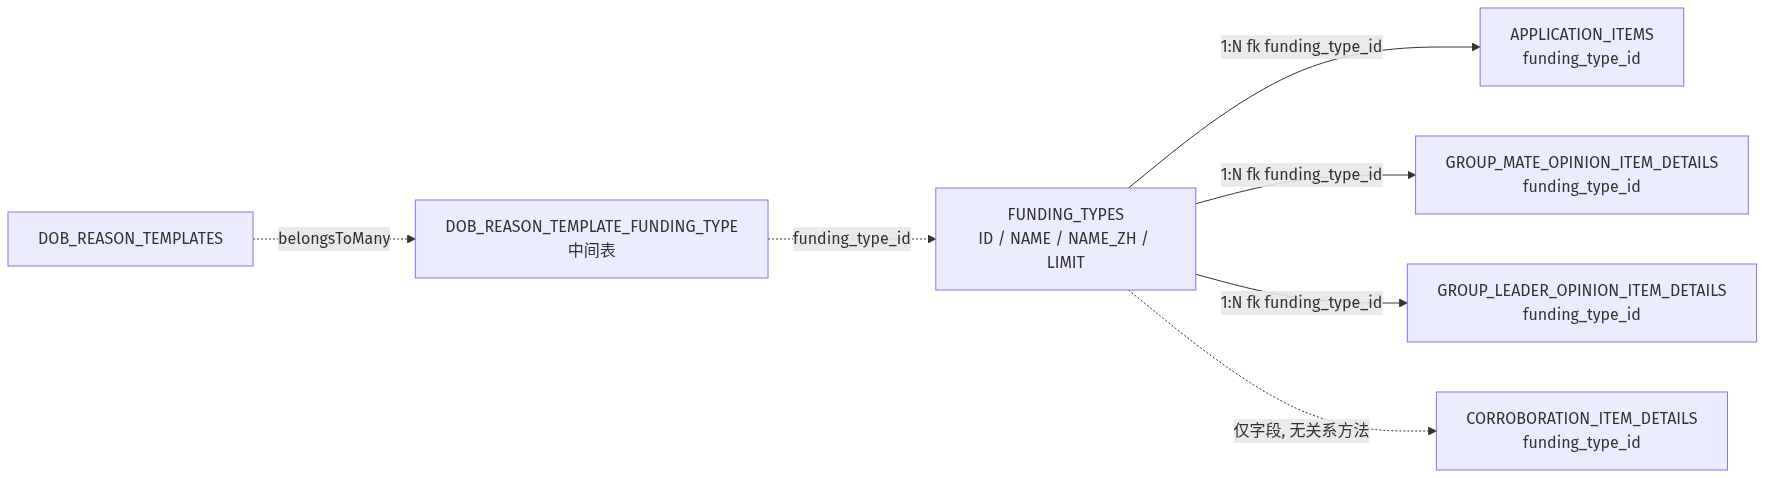 DOB_REASON_TEMPLATES
belongsToMany
DOB_REASON_TEMPLATE_FUNDING_TYPE
中间表
funding_type_id
FUNDING_TYPES
ID / NAME / NAME_ZH /
LIMIT
1:N fk funding_type_id
APPLICATION_ITEMS
funding_type_id
1:N fk funding_type_id
GROUP_MATE_OPINION_ITEM_DETAILS
funding_type_id
1:N fk funding_type_id
GROUP_LEADER_OPINION_ITEM_DETAILS
funding_type_id
仅字段, 无关系方法
CORROBORATION_ITEM_DETAILS
funding_type_id